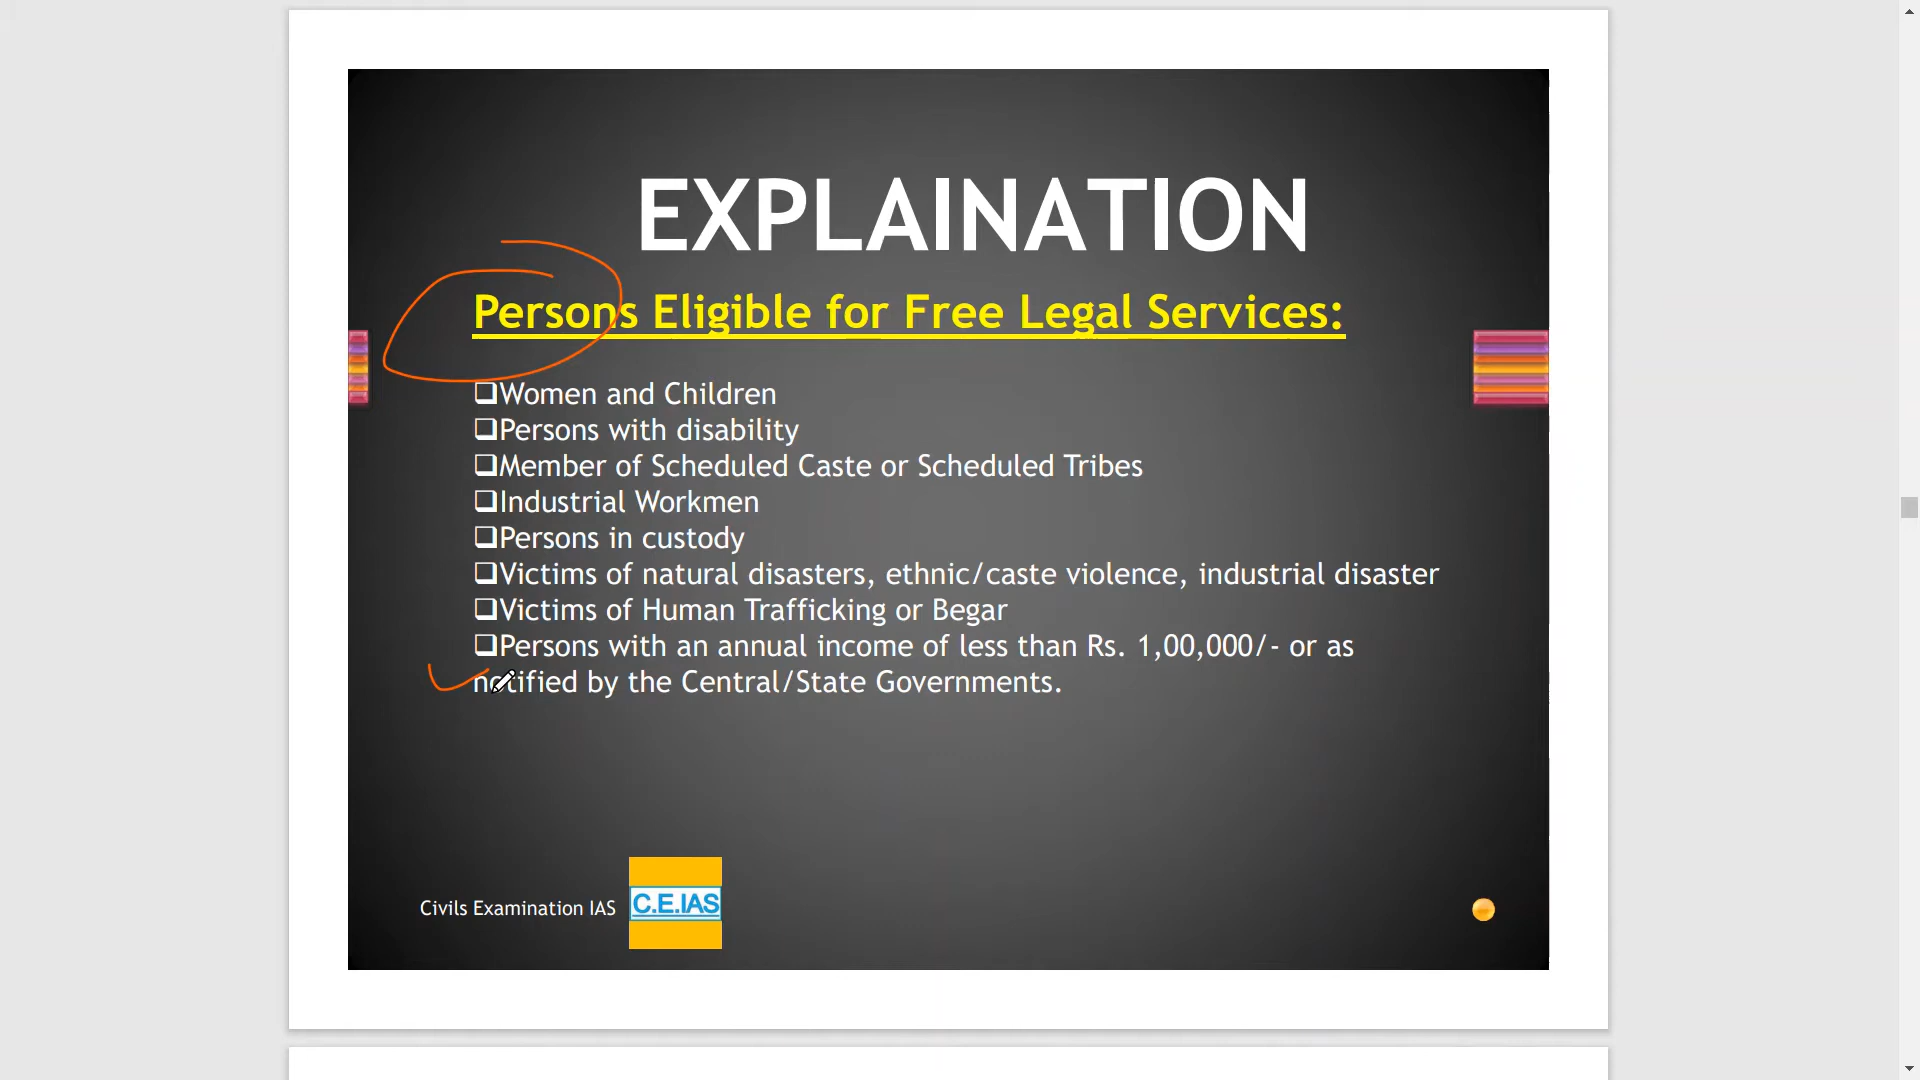 EXPLAINATION
Persons Eligible for Free Legal Services:
❑Women and Children
❑Persons with disability
❑Member of Scheduled Caste or Scheduled Tribes
❑Industrial Workmen
❑Persons in custody
❑Victims of natural disasters, ethnic/caste violence, industrial disaster
❑Victims of Human Trafficking or Begar
❑Persons with an annual income of less than Rs. 1,00,000/- or as
notified by the Central/State Governments.
Civils Examination IAS
C.E.IAS